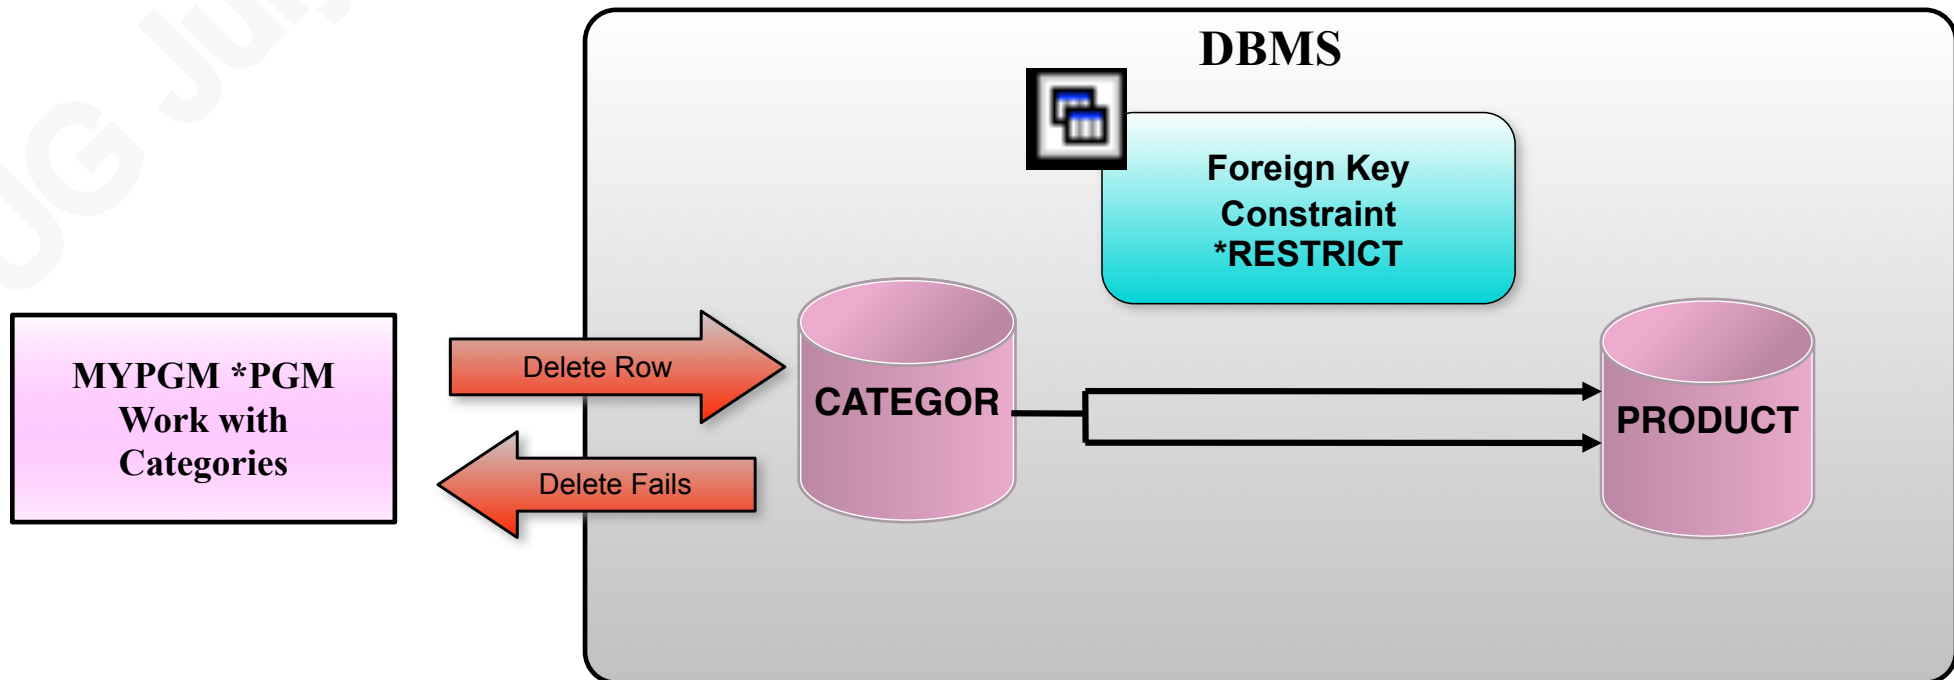 DBMS
Foreign Key
Constraint
*RESTRICT
MYPGM *PGM
Work with
Categories
Delete Row
Delete Fails
CATEGOR
PRODUCT